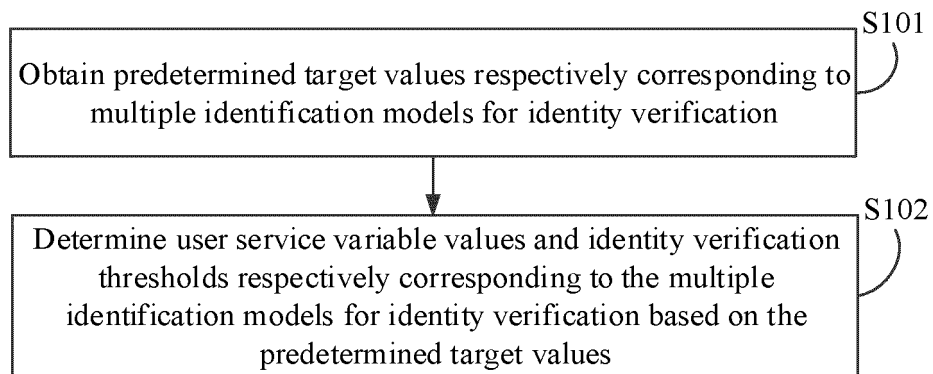 S101
Obtain predetermined target values respectively corresponding to
multiple identification models for identity verification
S102
Determine user service variable values and identity verification
thresholds respectively corresponding to the multiple
identification models for identity verification based on the
predetermined target values